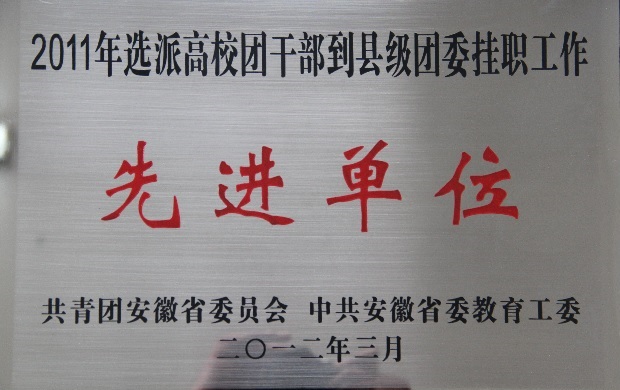 2011年选派高校团干部到县级团委挂职工作
先进单位
共青团安徽省委员会 中共安徽省委教育工委
二〇一二年三月